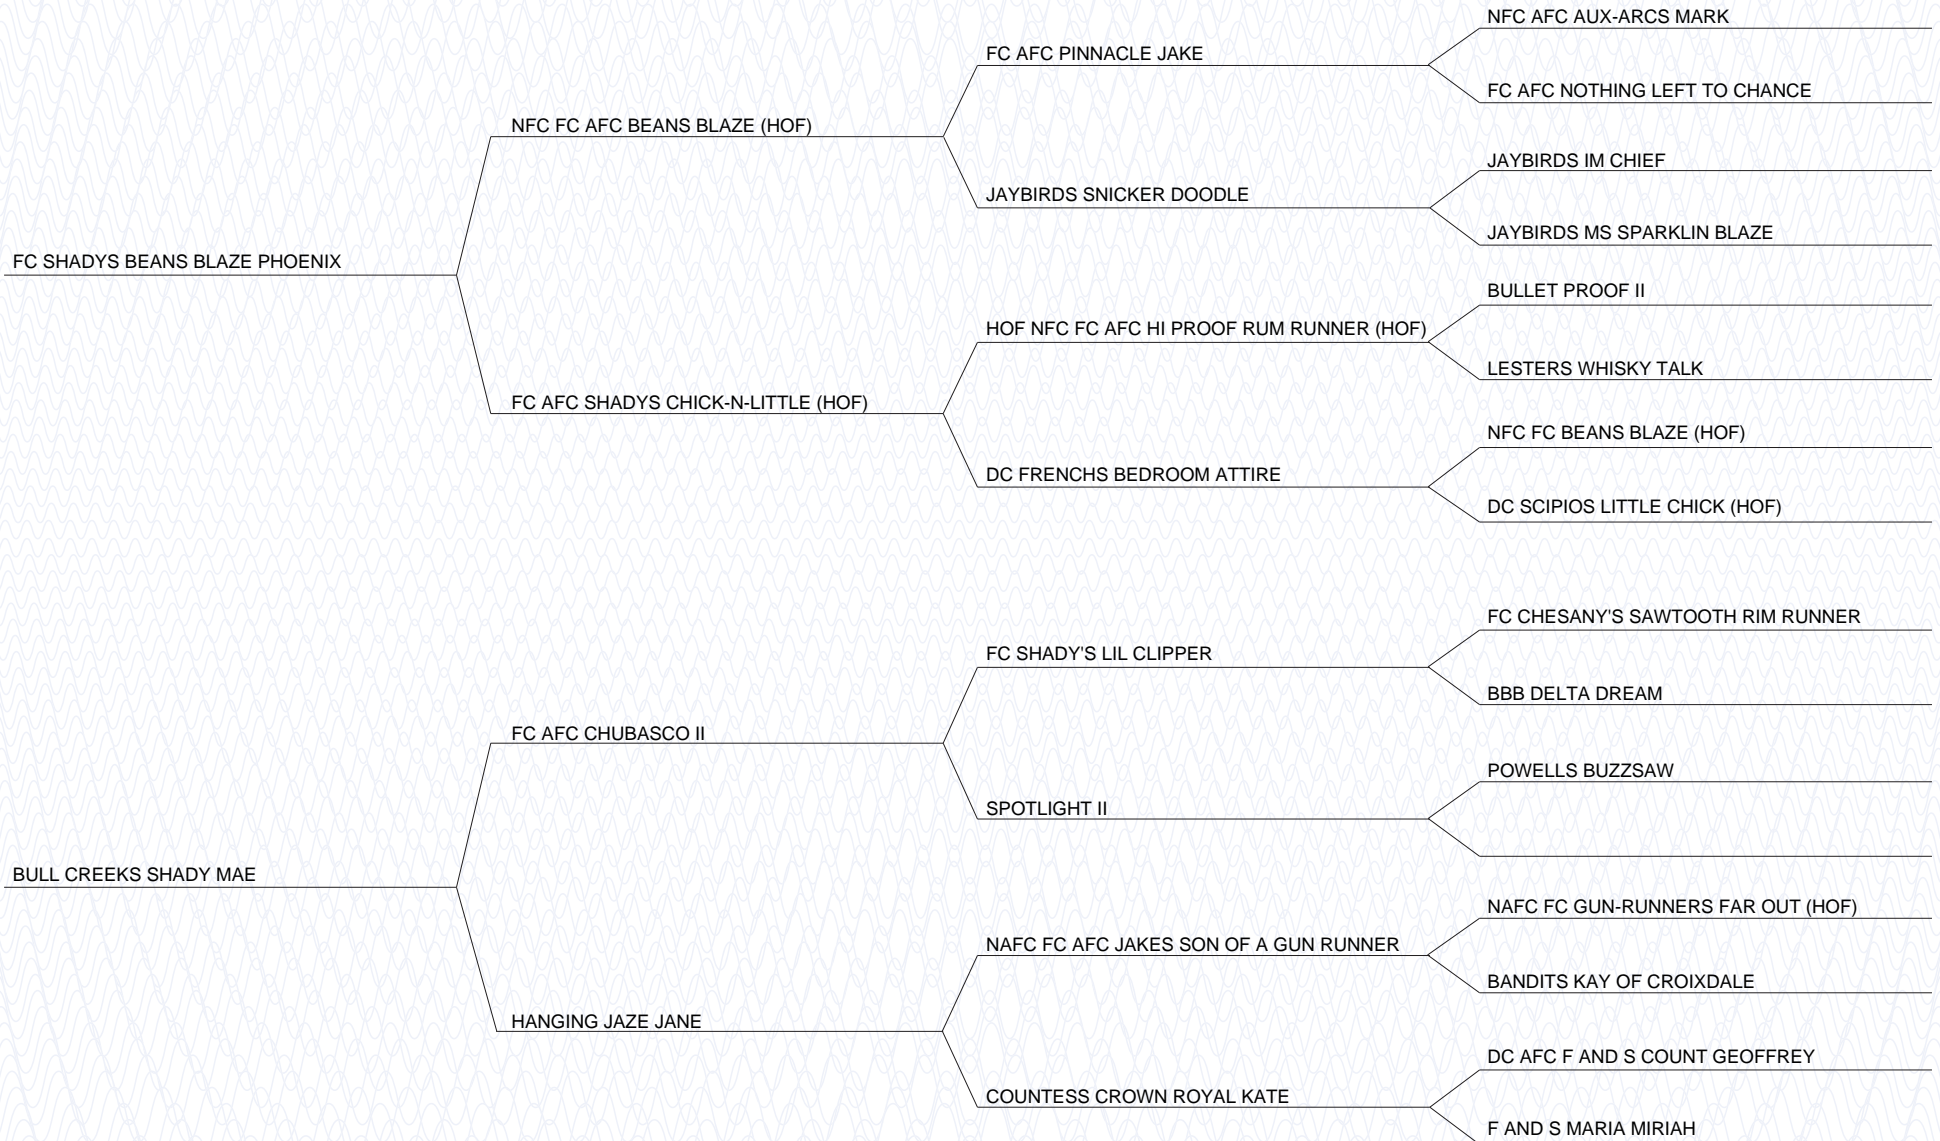 NFC AFC AUX-ARCS MARK
FC AFC PINNACLE JAKE
FC AFC NOTHING LEFT TO CHANCE
NFC FC AFC BEANS BLAZE (HOF)
JAYBIRDS IM CHIEF
JAYBIRDS SNICKER DOODLE
JAYBIRDS MS SPARKLIN BLAZE
FC SHADYS BEANS BLAZE PHOENIX
BULLET PROOF II
HOF NFC FC AFC HI PROOF RUM RUNNER (HOF)
LESTERS WHISKY TALK
FC AFC SHADYS CHICK-N-LITTLE (HOF)
NFC FC BEANS BLAZE (HOF)
DC FRENCHS BEDROOM ATTIRE
DC SCIPIOS LITTLE CHICK (HOF)
FC CHESANY'S SAWTOOTH RIM RUNNER
FC SHADY'S LIL CLIPPER
BBB DELTA DREAM
FC AFC CHUBASCO II
POWELLS BUZZSAW
SPOTLIGHT II
BULL CREEKS SHADY MAE
NAFC FC GUN-RUNNERS FAR OUT (HOF)
NAFC FC AFC JAKES SON OF A GUN RUNNER
BANDITS KAY OF CROIXDALE
HANGING JAZE JANE
DC AFC F AND S COUNT GEOFFREY
COUNTESS CROWN ROYAL KATE
F AND S MARIA MIRIAH